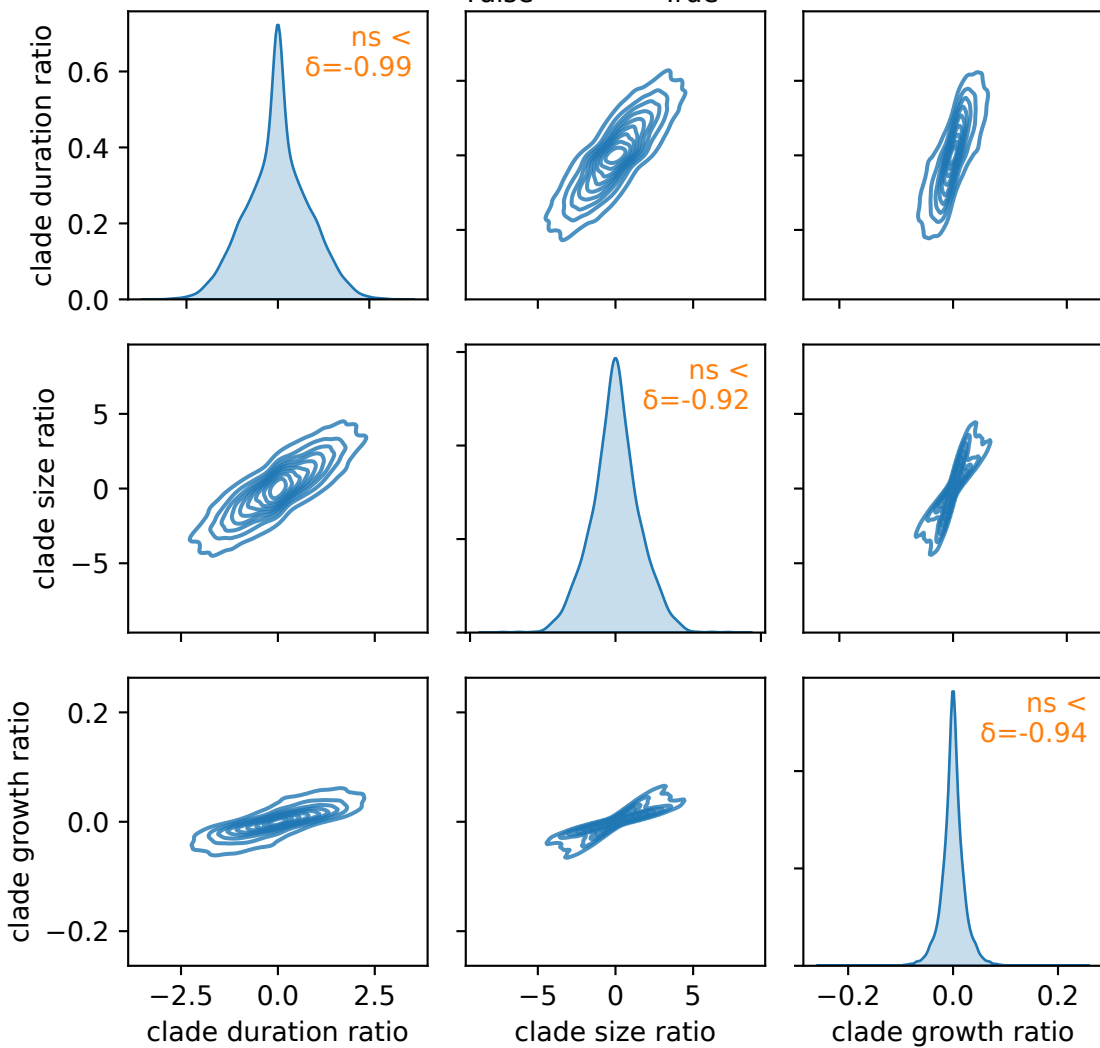 ns <
δ=-0.99
clade duration ratio
0.6
0.4
0.2
0.0
ns <
δ=-0.92
clade size ratio
5
0
−5
ns <
δ=-0.94
clade growth ratio
0.2
0.0
−0.2
−2.5 0.0 2.5
−5 0 5
−0.2 0.0 0.2
clade duration ratio
clade size ratio
clade growth ratio